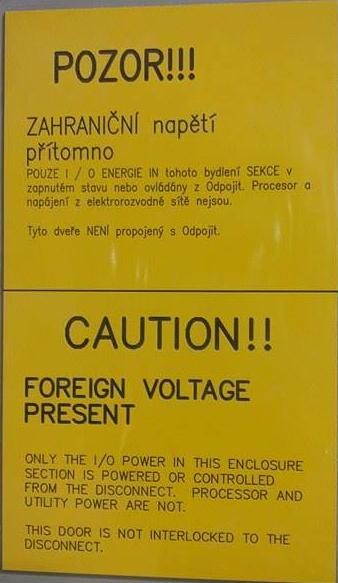 POZOR!!!
ZAHRANIČNÍ napětí
přítomno
POUZE I / O ENERGIE IN tohoto bydlení SEKCE v
zapnutém stavu nebo ovládány z Odpojit. Procesor a
napájení z elektrorozvodné sítě nejsou.
Tyto dveře NENÍ propojený s Odpojit.
CAUTION!!
FOREIGN VOLTAGE
PRESENT
ONLY THE I/O POWER IN THIS ENCLOSURE
SECTION IS POWERED OR CONTROLLED
FROM THE DISCONNECT. PROCESSOR AND
UTILITY POWER ARE NOT.
THIS DOOR IS NOT INTERLOCKED TO THE
DISCONNECT.